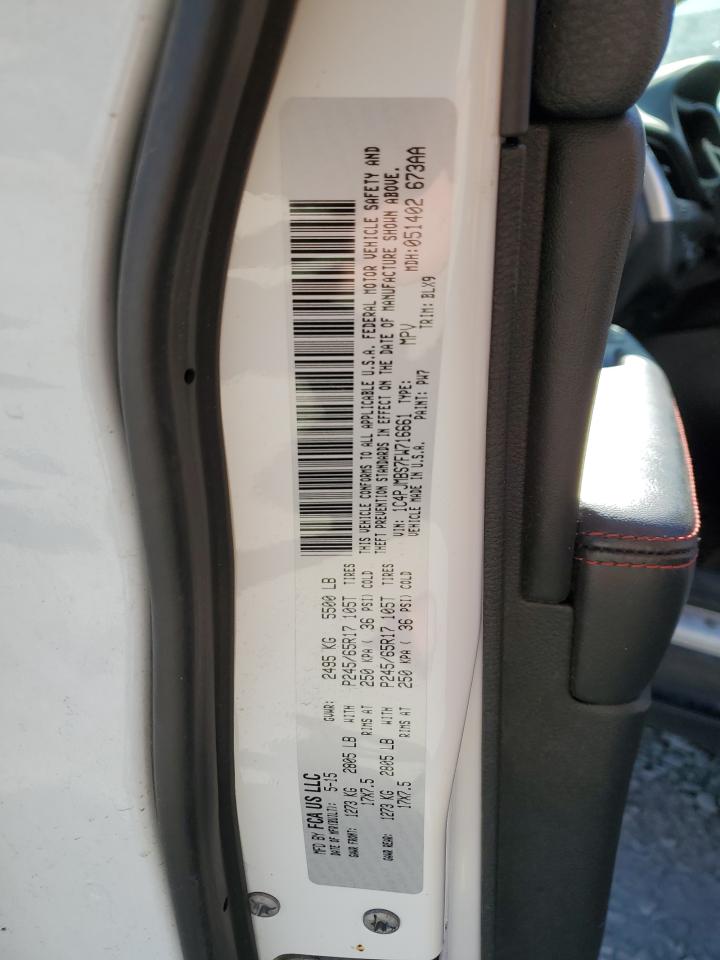 MFD BY FCA US LLC
DATE OF MFR(BUILT): 5-15 GVWR: 2495 KG 5500 LB
GAWR FRONT: 1273 KG 2805 LB WITH P245/65R17 105T TIRES
17X7.5 RIMS AT 250 KPA ( 36 PSI) COLD
GAWR REAR: 1273 KG 2805 LB WITH P245/65R17 105T TIRES
17X7.5 RIMS AT 250 KPA ( 36 PSI) COLD
THIS VEHICLE CONFORMS TO ALL APPLICABLE U.S.A. FEDERAL MOTOR VEHICLE SAFETY AND
THEFT PREVENTION STANDARDS IN EFFECT ON THE DATE OF MANUFACTURE SHOWN ABOVE.
VIN: 1C4PJMBS7FW716661 TYPE: MPV MDH:051402 673AA
VEHICLE MADE IN U.S.A. PAINT: PW7 TRIM: BLX9